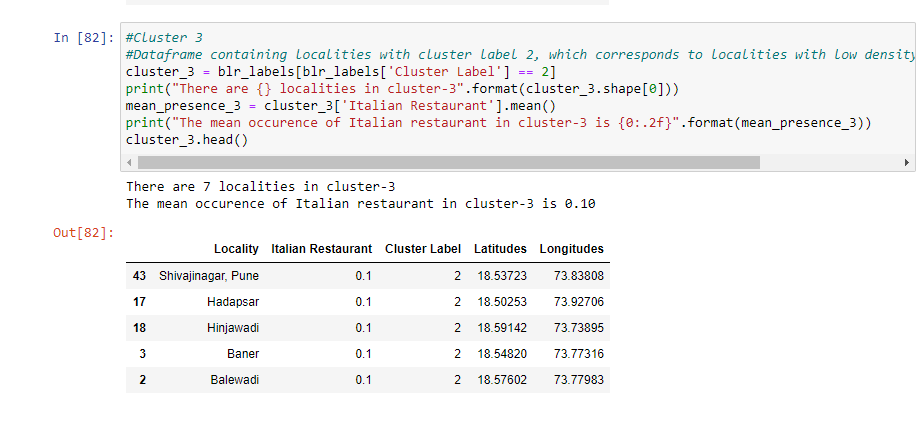 In [82]: #Cluster 3
#Dataframe containing localities with cluster label 2, which corresponds to localities with low density
cluster_3 = blr_labels[blr_labels['Cluster Label'] == 2]
print("There are {} localities in cluster-3".format(cluster_3.shape[0]))
mean_presence_3 = cluster_3['Italian Restaurant'].mean()
print("The mean occurence of Italian restaurant in cluster-3 is {0:.2f}".format(mean_presence_3))
cluster_3.head()
There are 7 localities in cluster-3
The mean occurence of Italian restaurant in cluster-3 is 0.10
Out[82]:
Locality Italian Restaurant Cluster Label Latitudes Longitudes
43 Shivajinagar, Pune 0.1 2 18.53723 73.83808
17 Hadapsar 0.1 2 18.50253 73.92706
18 Hinjawadi 0.1 2 18.59142 73.73895
3 Baner 0.1 2 18.54820 73.77316
2 Balewadi 0.1 2 18.57602 73.77983